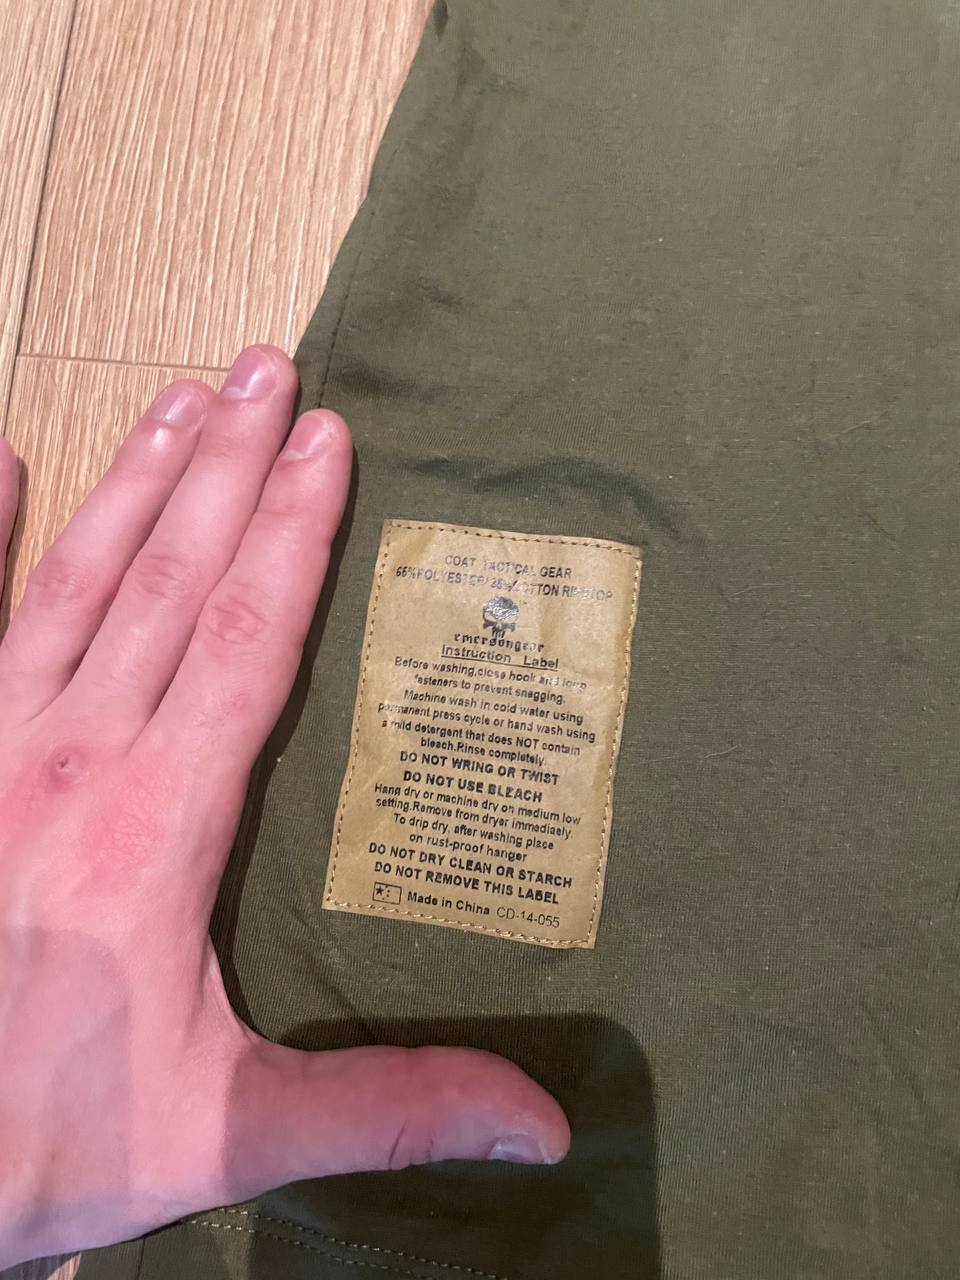 COAT TACTICAL GEAR
65%POLYESTER/35%COTTON RIPSTOP
emersongear
Instruction Label
Before washing,close hook and loop
fasteners to prevent snagging.
Machine wash in cold water using
permanent press cycle or hand wash using
a mild detergent that does NOT contain
bleach.Rinse completely.
DO NOT WRING OR TWIST
DO NOT USE BLEACH
Hang dry or machine dry on medium low
setting.Remove from dryer immediately.
To drip dry, after washing place
on rust-proof hanger
DO NOT DRY CLEAN OR STARCH
DO NOT REMOVE THIS LABEL
Made in China CD-14-055